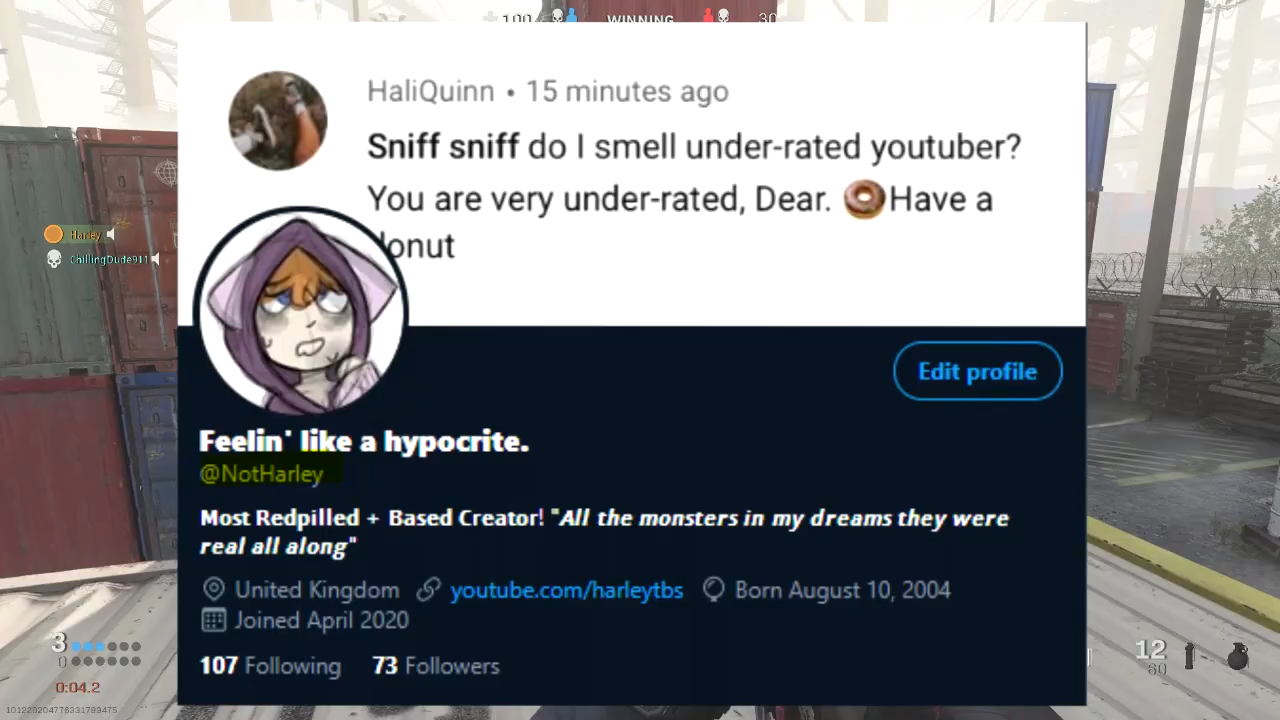 100 WINNING 30
HaliQuinn • 15 minutes ago
Sniff sniff do I smell under-rated youtuber?
You are very under-rated, Dear. 🍩Have a
donut
Harley
ChillingDude911
Edit profile
Feelin' like a hypocrite.
@NotHarley
Most Redpilled + Based Creator! "All the monsters in my dreams they were
real all along"
United Kingdom youtube.com/harleytbs Born August 10, 2004
Joined April 2020
107 Following 73 Followers
3
0
0:04.2
12
60